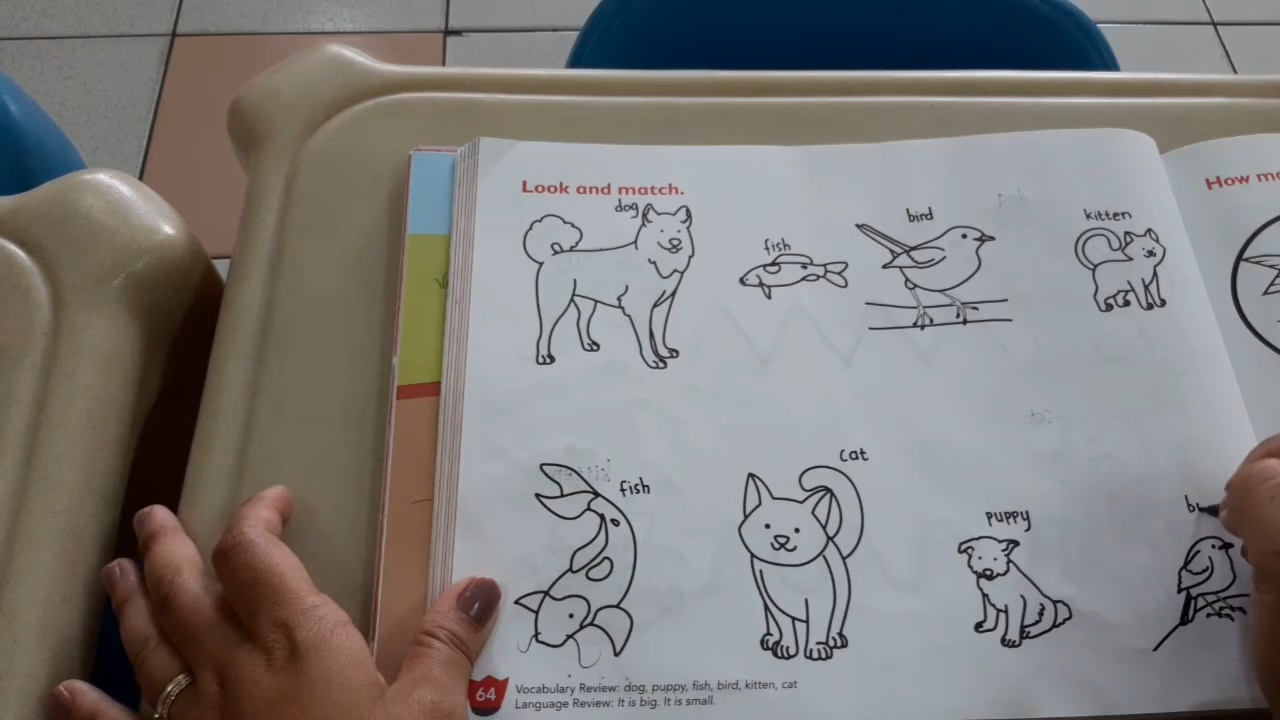 Look and match.
How
dog
bird
kitten
fish
cat
fish
puppy
64
Vocabulary Review: dog, puppy, fish, bird, kitten, cat
Language Review: It is big. It is small.